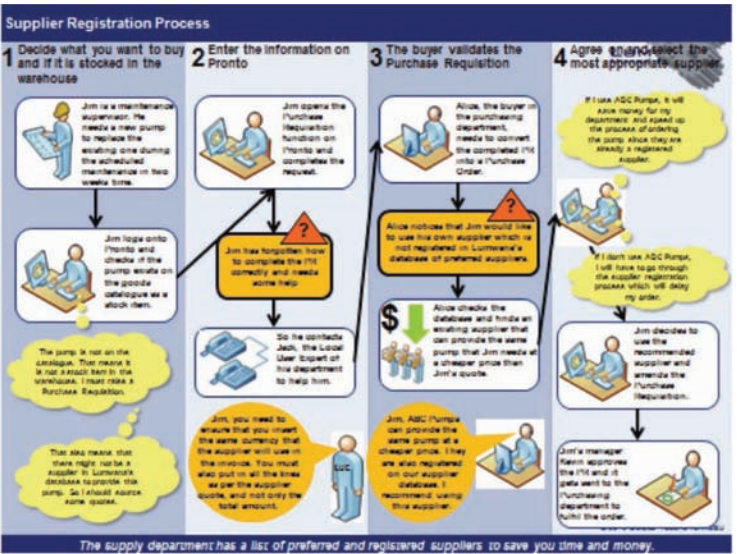 Supplier Registration Process
1 Decide what you want to buy
and if it is stocked in the
warehouse
Jim is a maintenance
supervisor. He
needs a new pump
to replace the
existing one during
the scheduled
maintenance in two
weeks time.
Jim logs onto
Pronto and
checks if the
pump exists on
the goods
catalogue as a
stock item.
The pump is not on the
catalogue. That means it
is not a stock item in the
warehouse. I must raise a
Purchase Requisition.
That also means that
there might not be a
supplier in Lumwana's
database to provide this
pump. So I should source
some quotes.
2 Enter the information on
Pronto
Jim opens the
Purchase
Requisition
function on
Pronto and
completes the
request.
?
Jim has forgotten how
to complete the PR
correctly and needs
some help
So he contacts
Jack, the Local
User Expert of
his department
to help him.
Jim, you need to
ensure that you insert
the same currency that
the supplier will use in
the invoice. You must
also put in all the lines
as per the supplier
quote, and not only the
total amount.
LUC
3 The buyer validates the
Purchase Requisition
Alice, the buyer in
the purchasing
department,
needs to convert
the completed PR
into a Purchase
Order.
?
Alice notices that Jim would like
to use his own supplier which is
not registered in Lumwana's
database of preferred suppliers.
$
Alice checks the
database and finds an
existing supplier that
can provide the same
pump that Jim needs at
a cheaper price than
Jim's quote.
Jim, ABC Pumps
can provide the
same pump at a
cheaper price. They
are also registered
on our supplier
database. I
recommend using
this supplier.
4 Agree on and select the
most appropriate supplier
If I use ABC Pumps, it will
save money for my
department and speed up
the process of ordering
the pump since they are
already a registered
supplier.
If I don't use ABC Pumps,
I will have to go through
the supplier registration
process which will delay
my order.
Jim decides to
use the
recommended
supplier and
amends the
Purchase
Requisition.
Jim's manager
Kevin approves
the PR and it
gets sent to the
Purchasing
department to
fulfil the order.
The supply department has a list of preferred and registered suppliers to save you time and money.